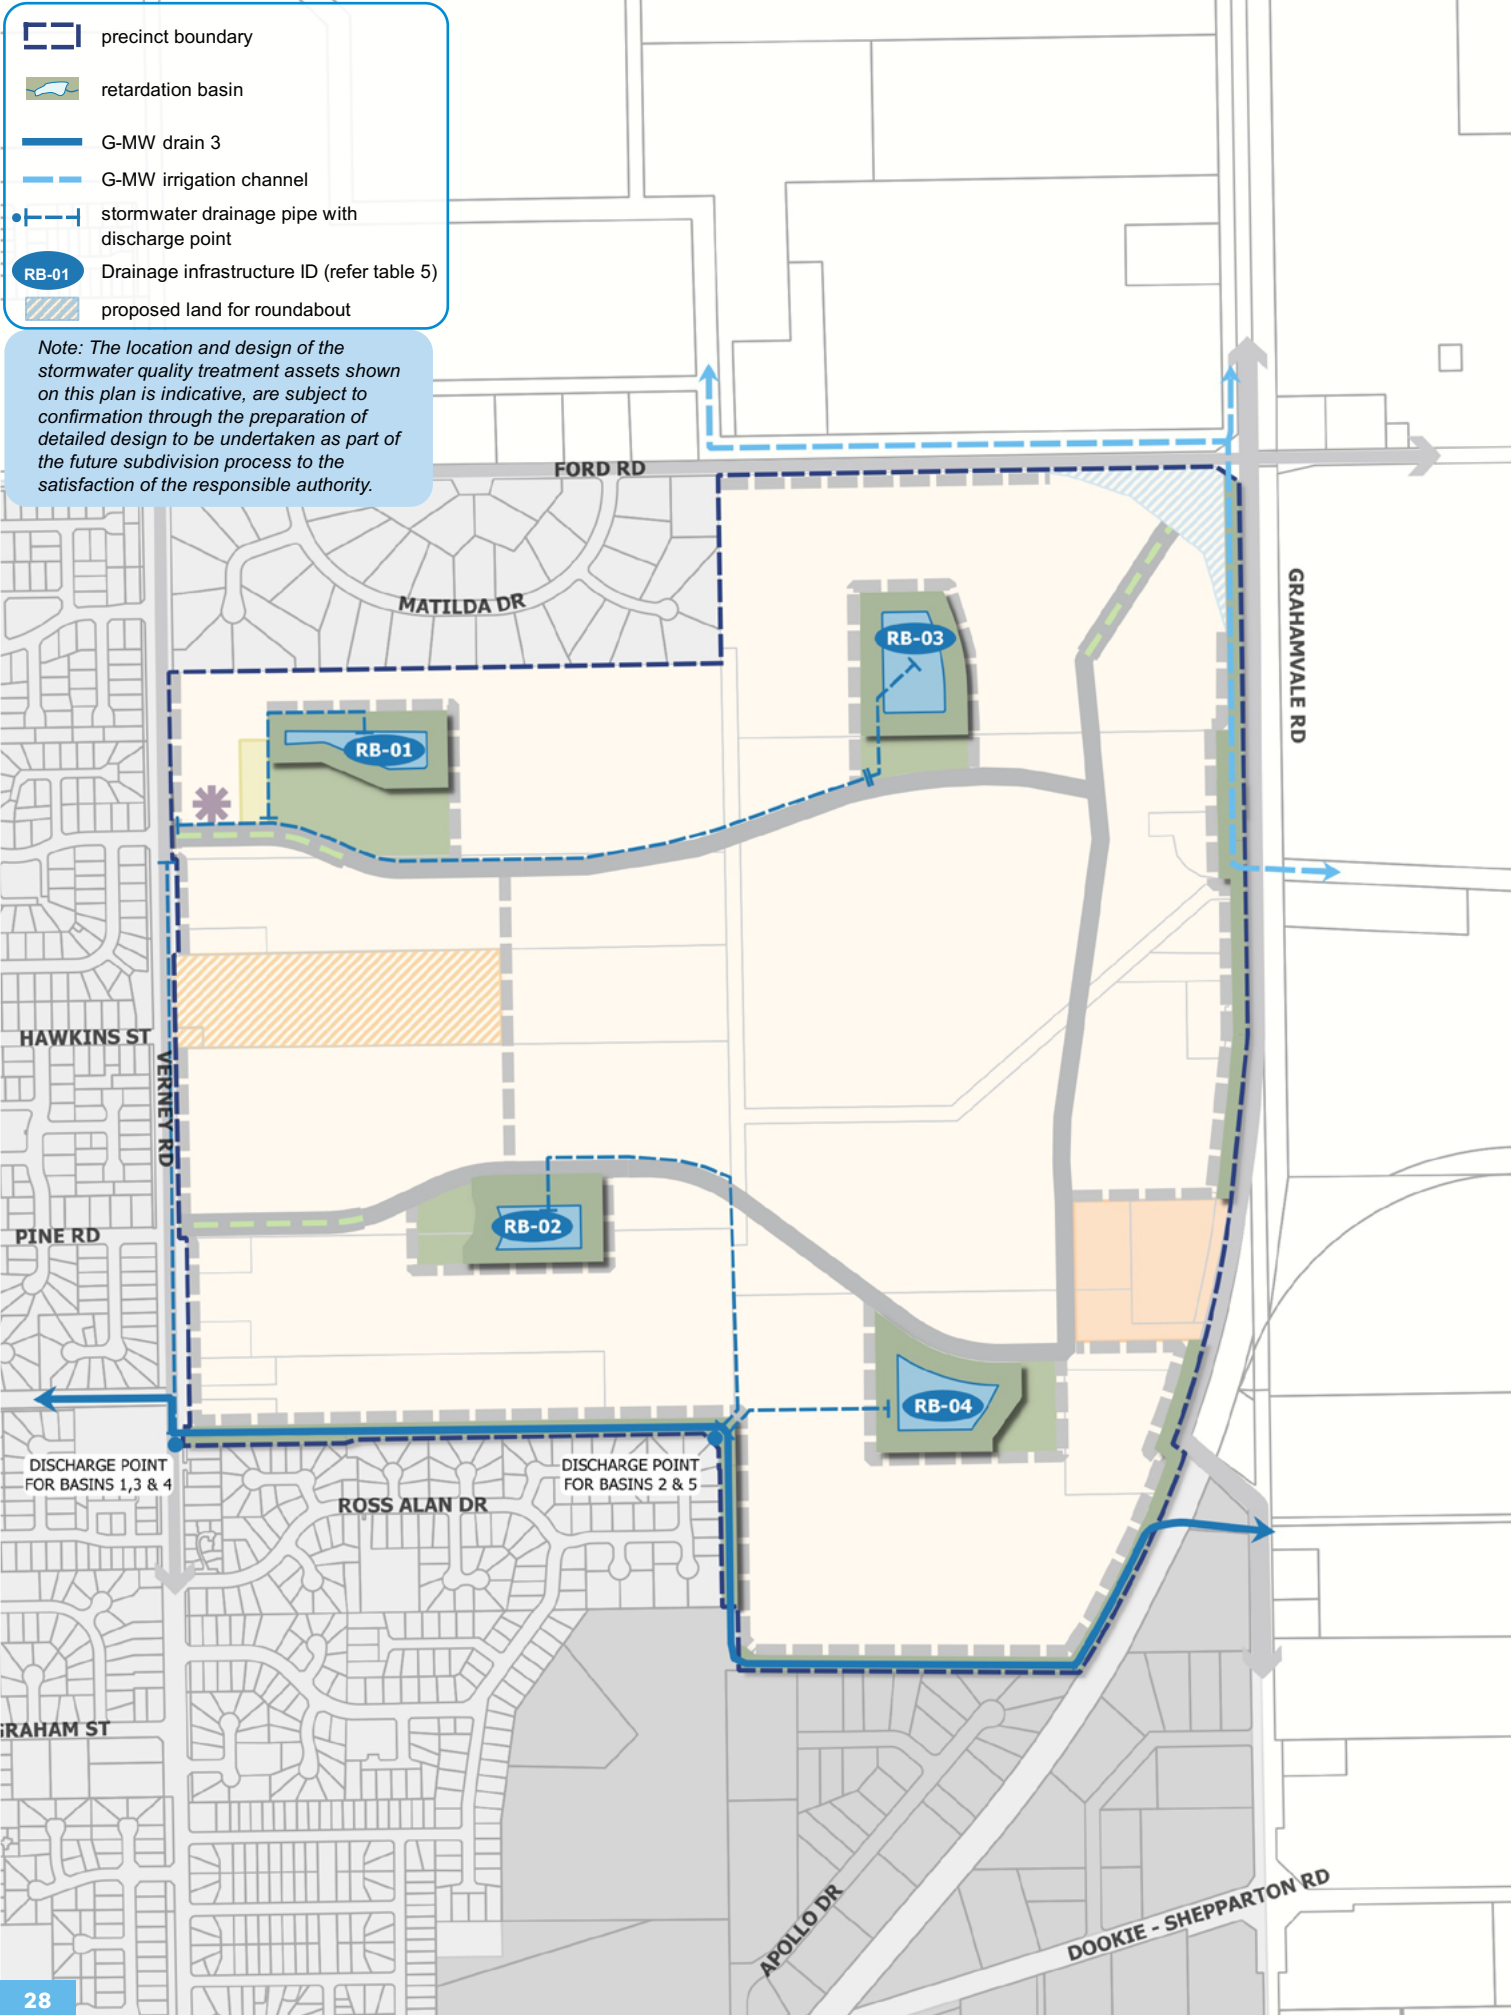 precinct boundary
retardation basin
G-MW drain 3
G-MW irrigation channel
stormwater drainage pipe with
discharge point
RB-01
Drainage infrastructure ID (refer table 5)
proposed land for roundabout
Note: The location and design of the
stormwater quality treatment assets shown
on this plan is indicative, are subject to
confirmation through the preparation of
detailed design to be undertaken as part of
the future subdivision process to the
satisfaction of the responsible authority.
FORD RD
MATILDA DR
RB-03
GRAHAMVALE RD
RB-01
HAWKINS ST
VERNEY RD
PINE RD
RB-02
RB-04
DISCHARGE POINT
FOR BASINS 1,3 & 4
DISCHARGE POINT
FOR BASINS 2 & 5
ROSS ALAN DR
GRAHAM ST
APOLLO DR
DOOKIE - SHEPPARTON RD
28